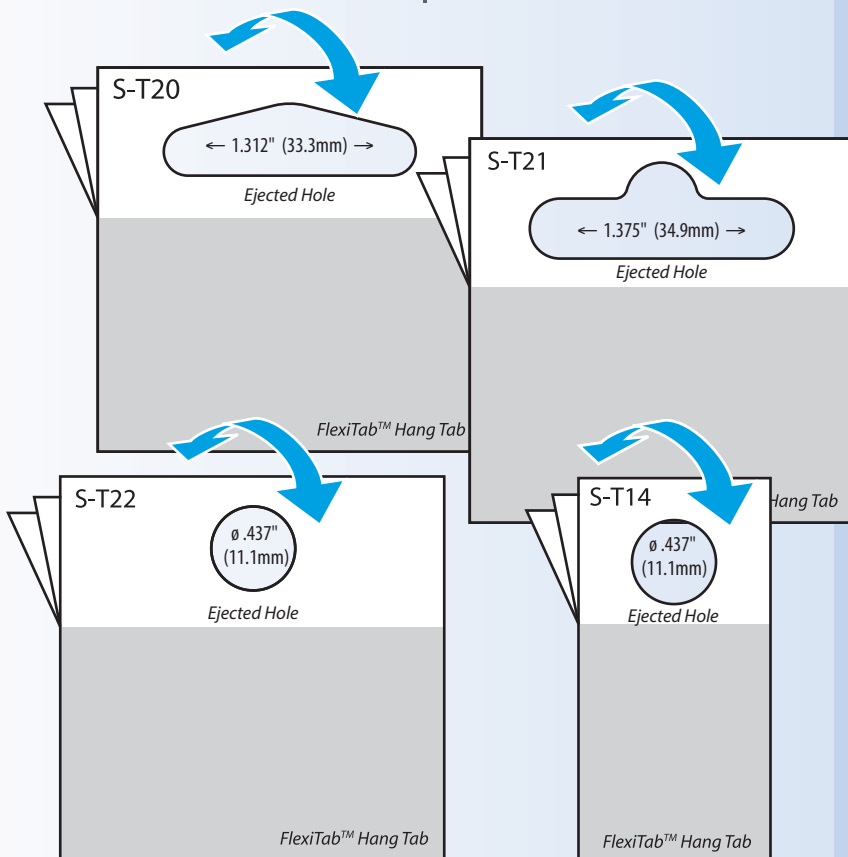 S-T20
← 1.312" (33.3mm) →
Ejected Hole
FlexiTab™ Hang Tab
S-T21
← 1.375" (34.9mm) →
Ejected Hole
Hang Tab
S-T22
ø .437"
(11.1mm)
Ejected Hole
FlexiTab™ Hang Tab
S-T14
ø .437"
(11.1mm)
Ejected Hole
FlexiTab™ Hang Tab